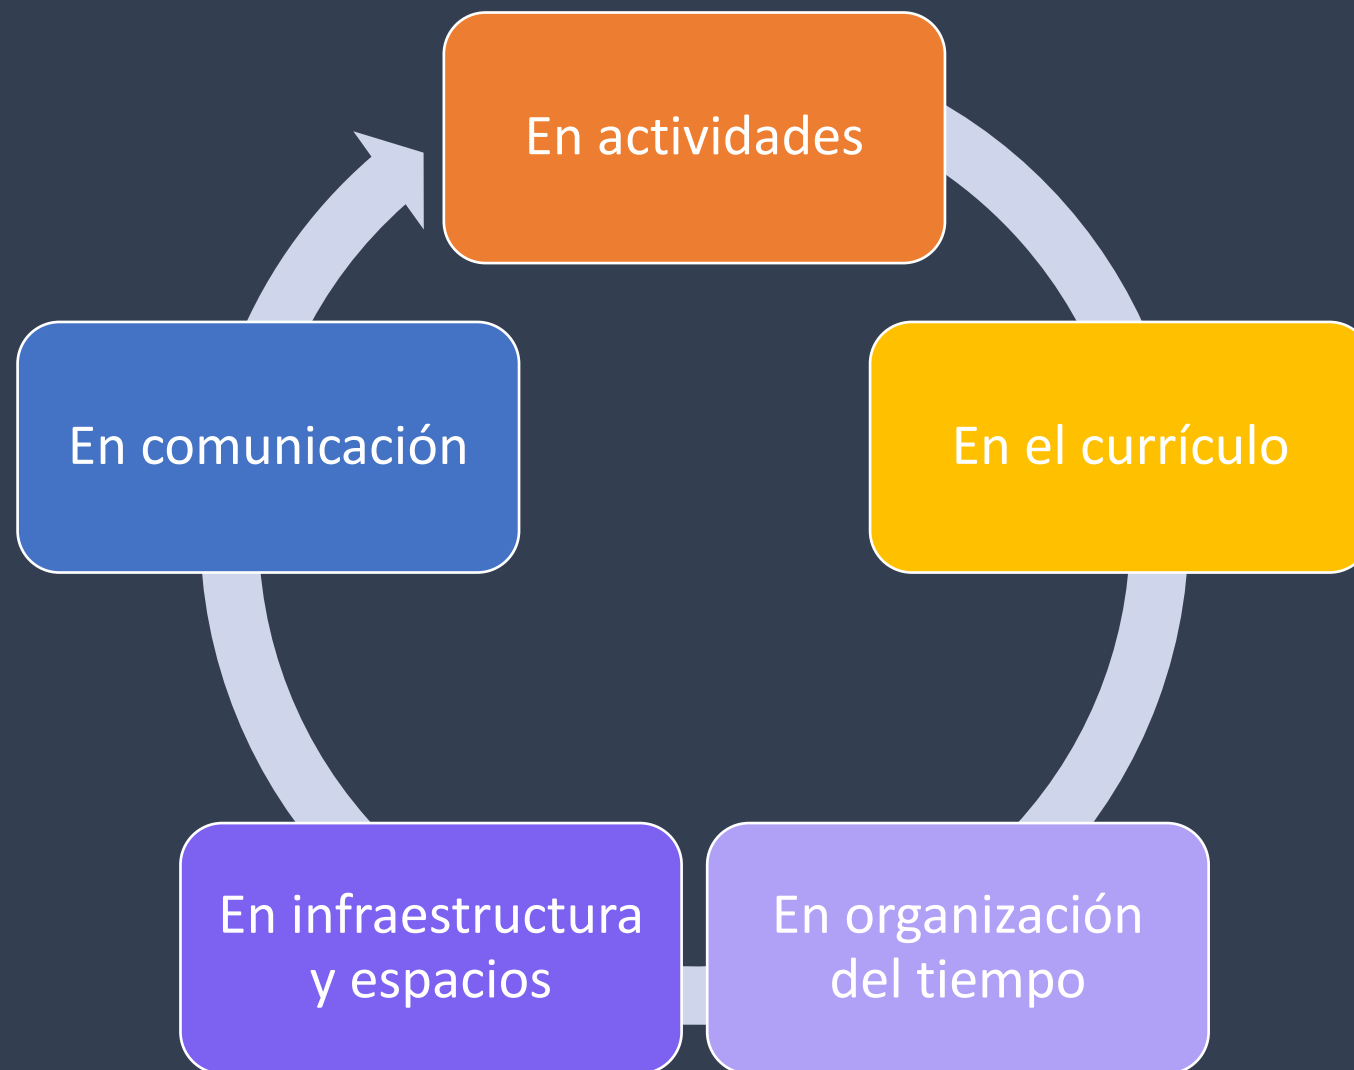 En actividades
En el currículo
En organización
del tiempo
En infraestructura
y espacios
En comunicación